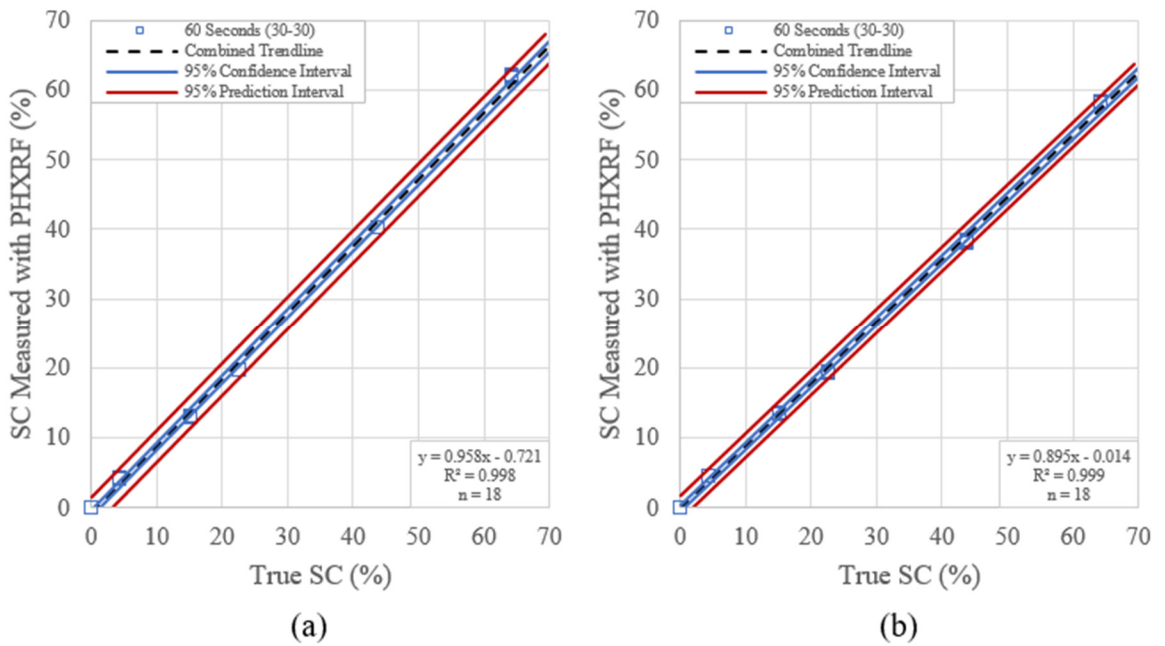 70
60
50
40
30
20
10
0
SC Measured with PHXRF (%)
60 Seconds (30-30)
Combined Trendline
95% Confidence Interval
95% Prediction Interval
y = 0.958x - 0.721
R² = 0.998
n = 18
0 10 20 30 40 50 60 70
True SC (%)
(a)
70
60
50
40
30
20
10
0
SC Measured with PHXRF (%)
60 Seconds (30-30)
Combined Trendline
95% Confidence Interval
95% Prediction Interval
y = 0.895x - 0.014
R² = 0.999
n = 18
0 10 20 30 40 50 60 70
True SC (%)
(b)